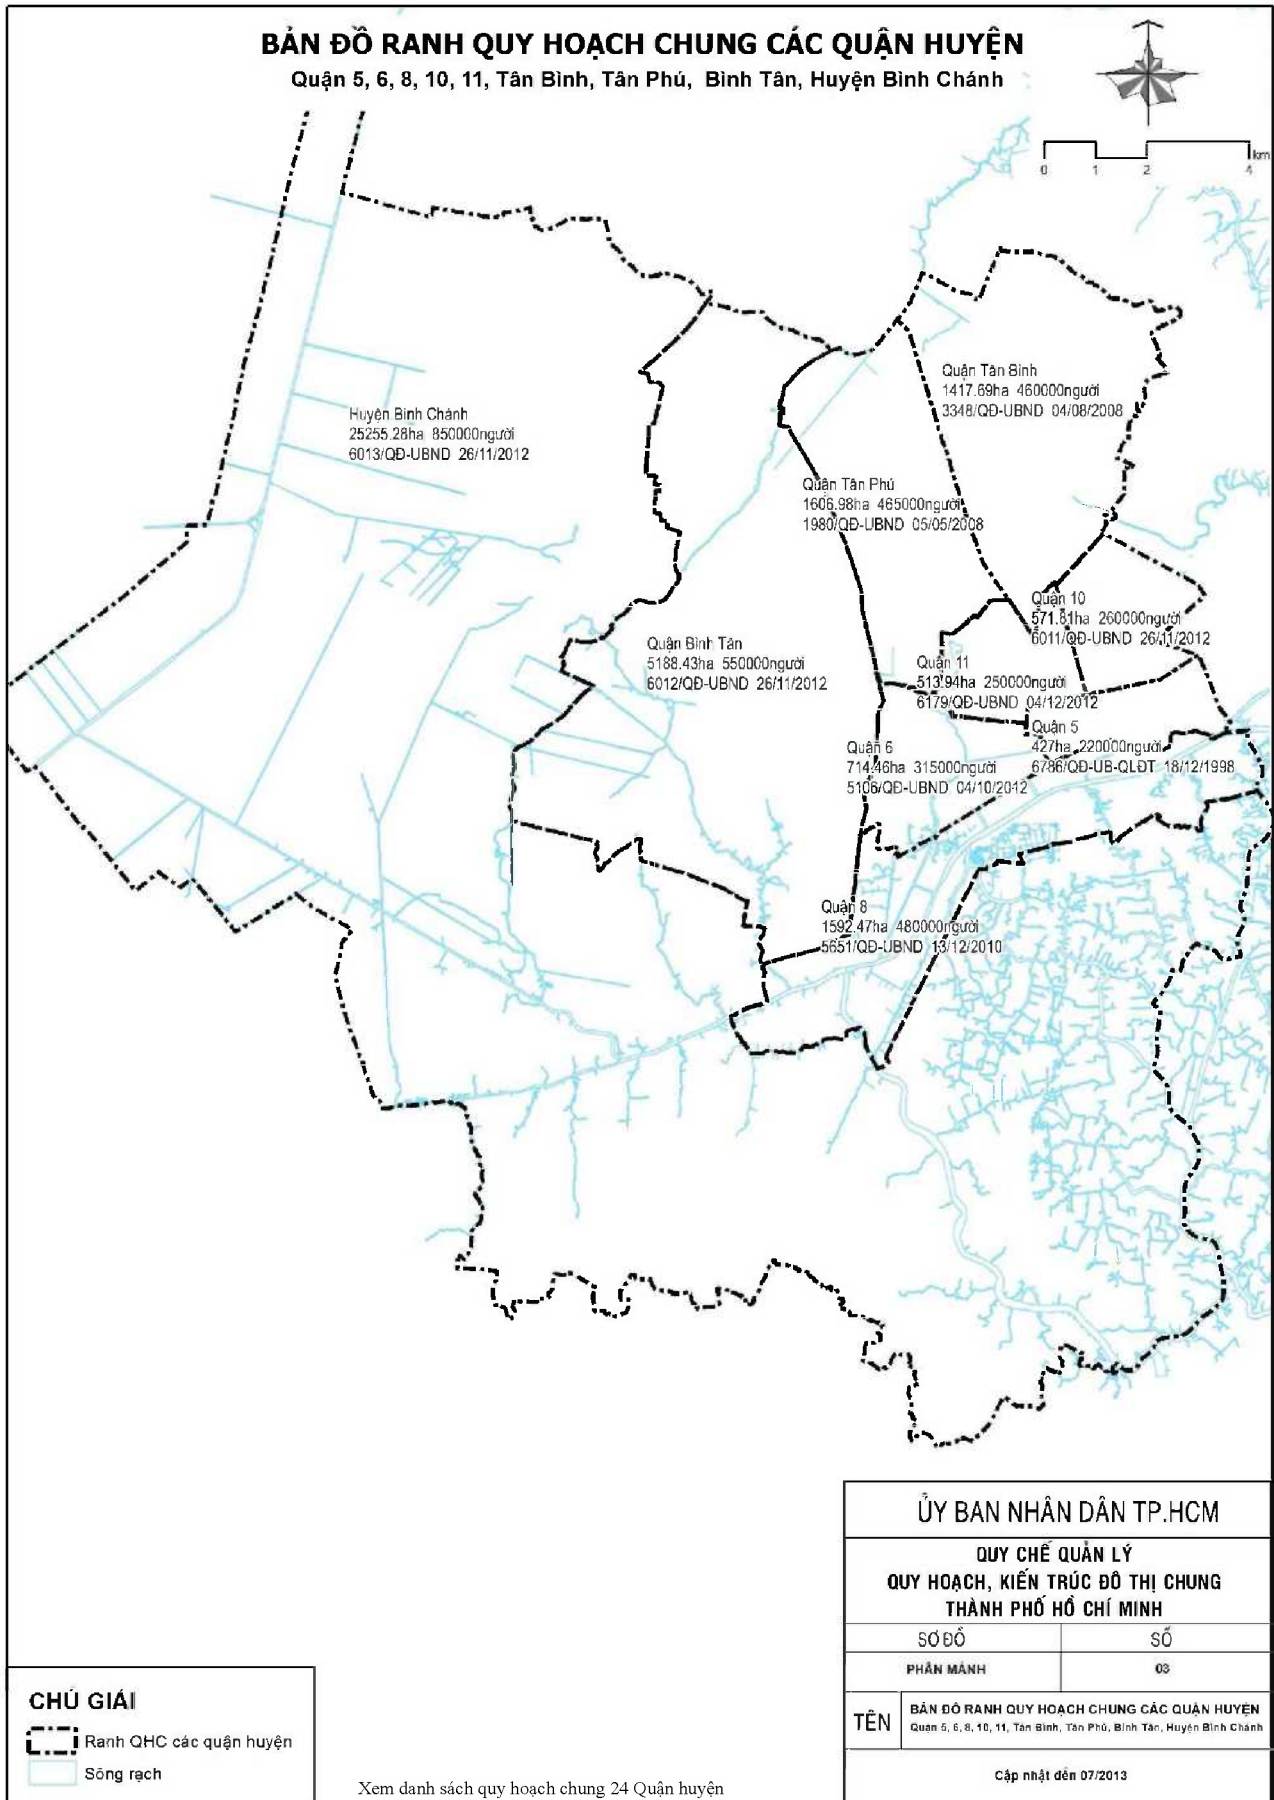 BẢN ĐỒ RANH QUY HOẠCH CHUNG CÁC QUẬN HUYỆN
Quận 5, 6, 8, 10, 11, Tân Bình, Tân Phú, Bình Tân, Huyện Bình Chánh
km
0 1 2 4
Quận Tân Bình
1417.69ha 460000người
3348/QĐ-UBND 04/08/2008
Huyện Bình Chánh
25255.28ha 850000người
6013/QĐ-UBND 26/11/2012
Quận Tân Phú
1606.98ha 465000người
1980/QĐ-UBND 05/05/2008
Quận 10
571.81ha 260000người
6011/QĐ-UBND 26/11/2012
Quận Bình Tân
5188.43ha 550000người
6012/QĐ-UBND 26/11/2012
Quận 11
513.94ha 250000người
6179/QĐ-UBND 04/12/2012
Quận 5
427ha 220000người
6786/QĐ-UB-QLĐT 18/12/1998
Quận 6
714.46ha 315000người
5106/QĐ-UBND 04/10/2012
Quận 8
1592.47ha 480000người
5651/QĐ-UBND 13/12/2010
ỦY BAN NHÂN DÂN TP.HCM
QUY CHẾ QUẢN LÝ
QUY HOẠCH, KIẾN TRÚC ĐÔ THỊ CHUNG
THÀNH PHỐ HỒ CHÍ MINH
SƠ ĐỒ SỐ
PHÂN MẢNH 03
TÊN
BẢN ĐỒ RANH QUY HOẠCH CHUNG CÁC QUẬN HUYỆN
Quận 5, 6, 8, 10, 11, Tân Bình, Tân Phú, Bình Tân, Huyện Bình Chánh
Cập nhật đến 07/2013
CHÚ GIẢI
Ranh QHC các quận huyện
Sông rạch
Xem danh sách quy hoạch chung 24 Quận huyện